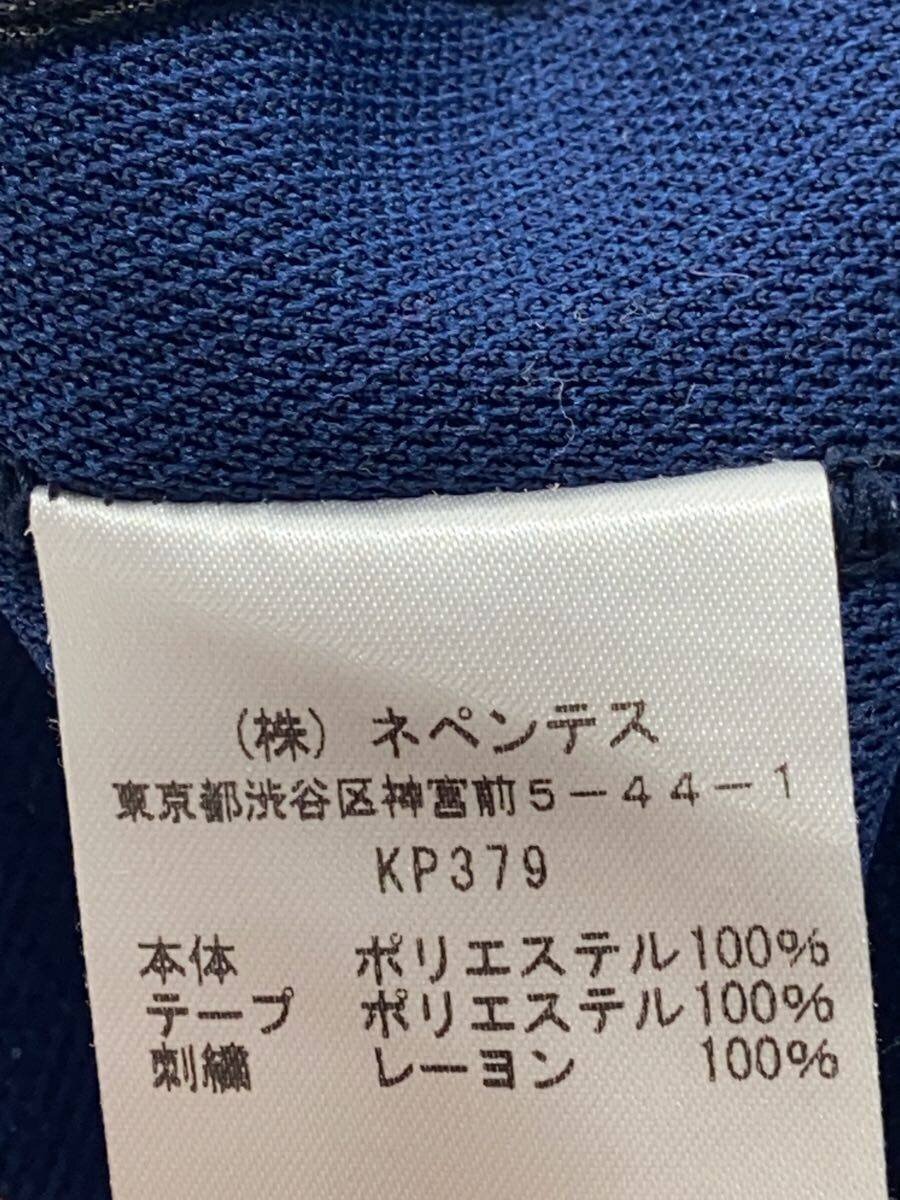 (株) ネペンテス
東京都渋谷区神宮前5-44-1
KP379
本体 ポリエステル100%
テープ ポリエステル100%
刺繍 レーヨン 100%